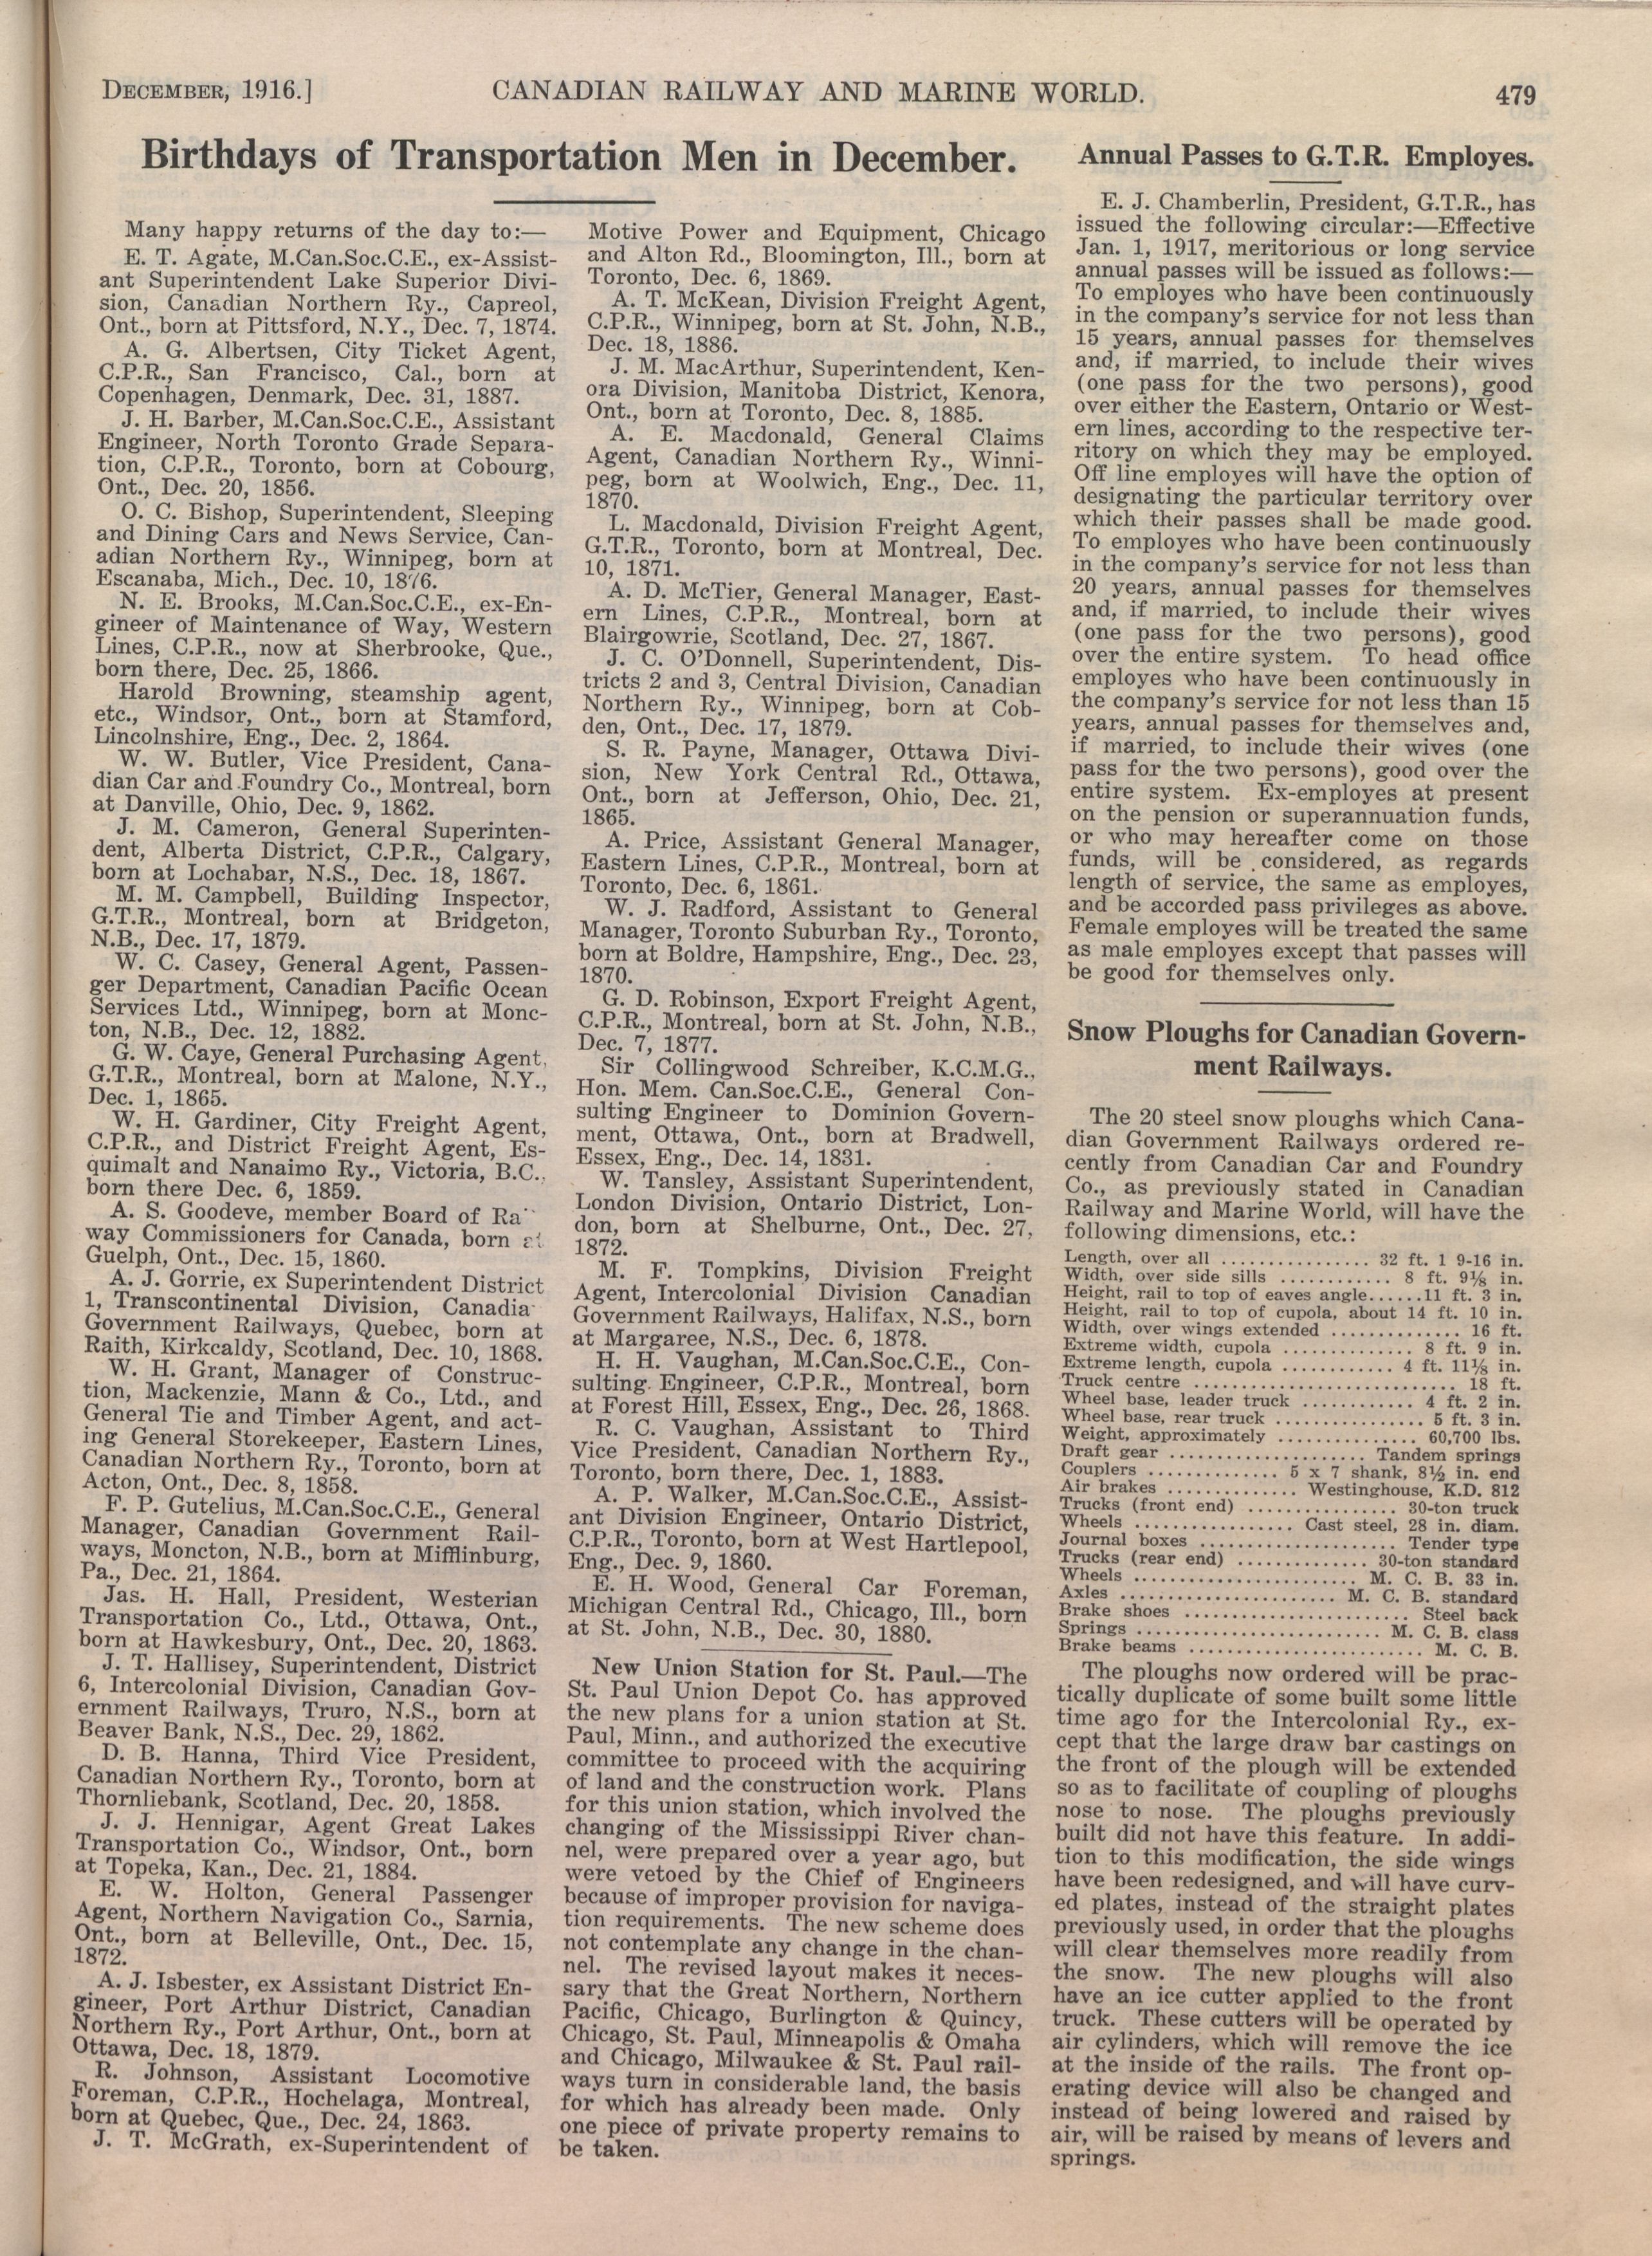 DECEMBER, 1916.]
CANADIAN RAILWAY AND MARINE WORLD.
479
Birthdays of Transportation Men in December.
Many happy returns of the day to:—
E. T. Agate, M.Can.Soc.C.E., ex-Assist-
ant Superintendent Lake Superior Divi-
sion, Canadian Northern Ry., Capreol,
Ont., born at Pittsford, N.Y., Dec. 7, 1874.
A. G. Albertsen, City Ticket Agent,
C.P.R., San Francisco, Cal., born at
Copenhagen, Denmark, Dec. 31, 1887.
J. H. Barber, M.Can.Soc.C.E., Assistant
Engineer, North Toronto Grade Separa-
tion, C.P.R., Toronto, born at Cobourg,
Ont., Dec. 20, 1856.
O. C. Bishop, Superintendent, Sleeping
and Dining Cars and News Service, Can-
adian Northern Ry., Winnipeg, born at
Escanaba, Mich., Dec. 10, 1876.
N. E. Brooks, M.Can.Soc.C.E., ex-En-
gineer of Maintenance of Way, Western
Lines, C.P.R., now at Sherbrooke, Que.,
born there, Dec. 25, 1866.
Harold Browning, steamship agent,
etc., Windsor, Ont., born at Stamford,
Lincolnshire, Eng., Dec. 2, 1864.
W. W. Butler, Vice President, Cana-
dian Car and Foundry Co., Montreal, born
at Danville, Ohio, Dec. 9, 1862.
J. M. Cameron, General Superinten-
dent, Alberta District, C.P.R., Calgary,
born at Lochabar, N.S., Dec. 18, 1867.
M. M. Campbell, Building Inspector,
G.T.R., Montreal, born at Bridgeton,
N.B., Dec. 17, 1879.
W. C. Casey, General Agent, Passen-
ger Department, Canadian Pacific Ocean
Services Ltd., Winnipeg, born at Monc-
ton, N.B., Dec. 12, 1882.
G. W. Caye, General Purchasing Agent,
G.T.R., Montreal, born at Malone, N.Y.,
Dec. 1, 1865.
W. H. Gardiner, City Freight Agent,
C.P.R., and District Freight Agent, Es-
quimalt and Nanaimo Ry., Victoria, B.C.,
born there Dec. 6, 1859.
A. S. Goodeve, member Board of Ra
way Commissioners for Canada, born at
Guelph, Ont., Dec. 15, 1860.
A. J. Gorrie, ex Superintendent District
1, Transcontinental Division, Canadia
Government Railways, Quebec, born at
Raith, Kirkcaldy, Scotland, Dec. 10, 1868.
W. H. Grant, Manager of Construc-
tion, Mackenzie, Mann & Co., Ltd., and
General Tie and Timber Agent, and act-
ing General Storekeeper, Eastern Lines,
Canadian Northern Ry., Toronto, born at
Acton, Ont., Dec. 8, 1858.
F. P. Gutelius, M.Can.Soc.C.E., General
Manager, Canadian Government Rail-
ways, Moncton, N.B., born at Mifflinburg,
Pa., Dec. 21, 1864.
Jas. H. Hall, President, Westerian
Transportation Co., Ltd., Ottawa, Ont.,
born at Hawkesbury, Ont., Dec. 20, 1863.
J. T. Hallisey, Superintendent, District
6, Intercolonial Division, Canadian Gov-
ernment Railways, Truro, N.S., born at
Beaver Bank, N.S., Dec. 29, 1862.
D. B. Hanna, Third Vice President,
Canadian Northern Ry., Toronto, born at
Thornliebank, Scotland, Dec. 20, 1858.
J. J. Hennigar, Agent Great Lakes
Transportation Co., Windsor, Ont., born
at Topeka, Kan., Dec. 21, 1884.
E. W. Holton, General Passenger
Agent, Northern Navigation Co., Sarnia,
Ont., born at Belleville, Ont., Dec. 15,
1872.
A. J. Isbester, ex Assistant District En-
gineer, Port Arthur District, Canadian
Northern Ry., Port Arthur, Ont., born at
Ottawa, Dec. 18, 1879.
R. Johnson, Assistant Locomotive
Foreman, C.P.R., Hochelaga, Montreal,
born at Quebec, Que., Dec. 24, 1863.
J. T. McGrath, ex-Superintendent of
Motive Power and Equipment, Chicago
and Alton Rd., Bloomington, Ill., born at
Toronto, Dec. 6, 1869.
A. T. McKean, Division Freight Agent,
C.P.R., Winnipeg, born at St. John, N.B.,
Dec. 18, 1886.
J. M. MacArthur, Superintendent, Ken-
ora Division, Manitoba District, Kenora,
Ont., born at Toronto, Dec. 8, 1885.
A. E. Macdonald, General Claims
Agent, Canadian Northern Ry., Winni-
peg, born at Woolwich, Eng., Dec. 11,
1870.
L. Macdonald, Division Freight Agent,
G.T.R., Toronto, born at Montreal, Dec.
10, 1871.
A. D. McTier, General Manager, East-
ern Lines, C.P.R., Montreal, born at
Blairgowrie, Scotland, Dec. 27, 1867.
J. C. O'Donnell, Superintendent, Dis-
tricts 2 and 3, Central Division, Canadian
Northern Ry., Winnipeg, born at Cob-
den, Ont., Dec. 17, 1879.
S. R. Payne, Manager, Ottawa Divi-
sion, New York Central Rd., Ottawa,
Ont., born at Jefferson, Ohio, Dec. 21,
1865.
A. Price, Assistant General Manager,
Eastern Lines, C.P.R., Montreal, born at
Toronto, Dec. 6, 1861.
W. J. Radford, Assistant to General
Manager, Toronto Suburban Ry., Toronto,
born at Boldre, Hampshire, Eng., Dec. 23,
1870.
G. D. Robinson, Export Freight Agent,
C.P.R., Montreal, born at St. John, N.B.,
Dec. 7, 1877.
Sir Collingwood Schreiber, K.C.M.G.,
Hon. Mem. Can.Soc.C.E., General Con-
sulting Engineer to Dominion Govern-
ment, Ottawa, Ont., born at Bradwell,
Essex, Eng., Dec. 14, 1831.
W. Tansley, Assistant Superintendent,
London Division, Ontario District, Lon-
don, born at Shelburne, Ont., Dec. 27,
1872.
M. F. Tompkins, Division Freight
Agent, Intercolonial Division Canadian
Government Railways, Halifax, N.S., born
at Margaree, N.S., Dec. 6, 1878.
H. H. Vaughan, M.Can.Soc.C.E., Con-
sulting Engineer, C.P.R., Montreal, born
at Forest Hill, Essex, Eng., Dec. 26, 1868.
R. C. Vaughan, Assistant to Third
Vice President, Canadian Northern Ry.,
Toronto, born there, Dec. 1, 1883.
A. P. Walker, M.Can.Soc.C.E., Assist-
ant Division Engineer, Ontario District,
C.P.R., Toronto, born at West Hartlepool,
Eng., Dec. 9, 1860.
E. H. Wood, General Car Foreman,
Michigan Central Rd., Chicago, Ill., born
at St. John, N.B., Dec. 30, 1880.
New Union Station for St. Paul.—The
St. Paul Union Depot Co. has approved
the new plans for a union station at St.
Paul, Minn., and authorized the executive
committee to proceed with the acquiring
of land and the construction work. Plans
for this union station, which involved the
changing of the Mississippi River chan-
nel, were prepared over a year ago, but
were vetoed by the Chief of Engineers
because of improper provision for naviga-
tion requirements. The new scheme does
not contemplate any change in the chan-
nel. The revised layout makes it neces-
sary that the Great Northern, Northern
Pacific, Chicago, Burlington & Quincy,
Chicago, St. Paul, Minneapolis & Omaha
and Chicago, Milwaukee & St. Paul rail-
ways turn in considerable land, the basis
for which has already been made. Only
one piece of private property remains to
be taken.
Annual Passes to G.T.R. Employes.
E. J. Chamberlin, President, G.T.R., has
issued the following circular:—Effective
Jan. 1, 1917, meritorious or long service
annual passes will be issued as follows:—
To employes who have been continuously
in the company's service for not less than
15 years, annual passes for themselves
and, if married, to include their wives
(one pass for the two persons), good
over either the Eastern, Ontario or West-
ern lines, according to the respective ter-
ritory on which they may be employed.
Off line employes will have the option of
designating the particular territory over
which their passes shall be made good.
To employes who have been continuously
in the company's service for not less than
20 years, annual passes for themselves
and, if married, to include their wives
(one pass for the two persons), good
over the entire system. To head office
employes who have been continuously in
the company's service for not less than 15
years, annual passes for themselves and,
if married, to include their wives (one
pass for the two persons), good over the
entire system. Ex-employes at present
on the pension or superannuation funds,
or who may hereafter come on those
funds, will be considered, as regards
length of service, the same as employes,
and be accorded pass privileges as above.
Female employes will be treated the same
as male employes except that passes will
be good for themselves only.
Snow Ploughs for Canadian Govern-
ment Railways.
The 20 steel snow ploughs which Cana-
dian Government Railways ordered re-
cently from Canadian Car and Foundry
Co., as previously stated in Canadian
Railway and Marine World, will have the
following dimensions, etc.:
Length, over all ................ 32 ft. 1 9-16 in.
Width, over side sills ............ 8 ft. 9⅛ in.
Height, rail to top of eaves angle......11 ft. 3 in.
Height, rail to top of cupola, about 14 ft. 10 in.
Width, over wings extended .............. 16 ft.
Extreme width, cupola .............. 8 ft. 9 in.
Extreme length, cupola ............ 4 ft. 11⅛ in.
Truck centre ............................ 18 ft.
Wheel base, leader truck ............ 4 ft. 2 in.
Wheel base, rear truck ................ 5 ft. 3 in.
Weight, approximately ............... 60,700 lbs.
Draft gear ..................... Tandem springs
Couplers .............. 5 x 7 shank, 8½ in. end
Air brakes .............. Westinghouse, K.D. 812
Trucks (front end) ................ 30-ton truck
Wheels ................. Cast steel, 28 in. diam.
Journal boxes ........................ Tender type
Trucks (rear end) .............. 30-ton standard
Wheels ........................ M. C. B. 33 in.
Axles ....................... M. C. B. standard
Brake shoes ........................ Steel back
Springs .......................... M. C. B. class
Brake beams ......................... M. C. B.
The ploughs now ordered will be prac-
tically duplicate of some built some little
time ago for the Intercolonial Ry., ex-
cept that the large draw bar castings on
the front of the plough will be extended
so as to facilitate of coupling of ploughs
nose to nose. The ploughs previously
built did not have this feature. In addi-
tion to this modification, the side wings
have been redesigned, and will have curv-
ed plates, instead of the straight plates
previously used, in order that the ploughs
will clear themselves more readily from
the snow. The new ploughs will also
have an ice cutter applied to the front
truck. These cutters will be operated by
air cylinders, which will remove the ice
at the inside of the rails. The front op-
erating device will also be changed and
instead of being lowered and raised by
air, will be raised by means of levers and
springs.